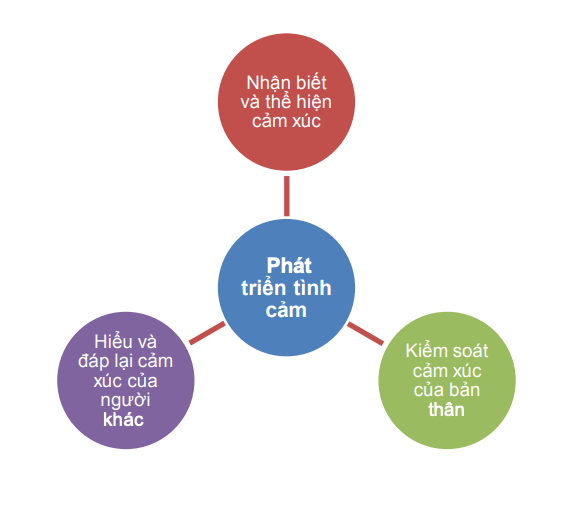 Nhận biết
và thể hiện
cảm xúc
Phát
triển tình
cảm
Hiểu và
đáp lại cảm
xúc của
người
khác
Kiểm soát
cảm xúc
của bản
thân